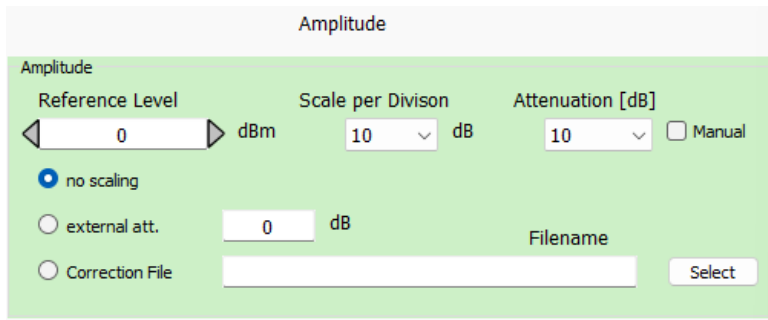 Amplitude
Amplitude
Reference Level Scale per Divison Attenuation [dB]
0 dBm 10 dB 10 Manual
no scaling
external att. 0 dB
Filename
Correction File Select